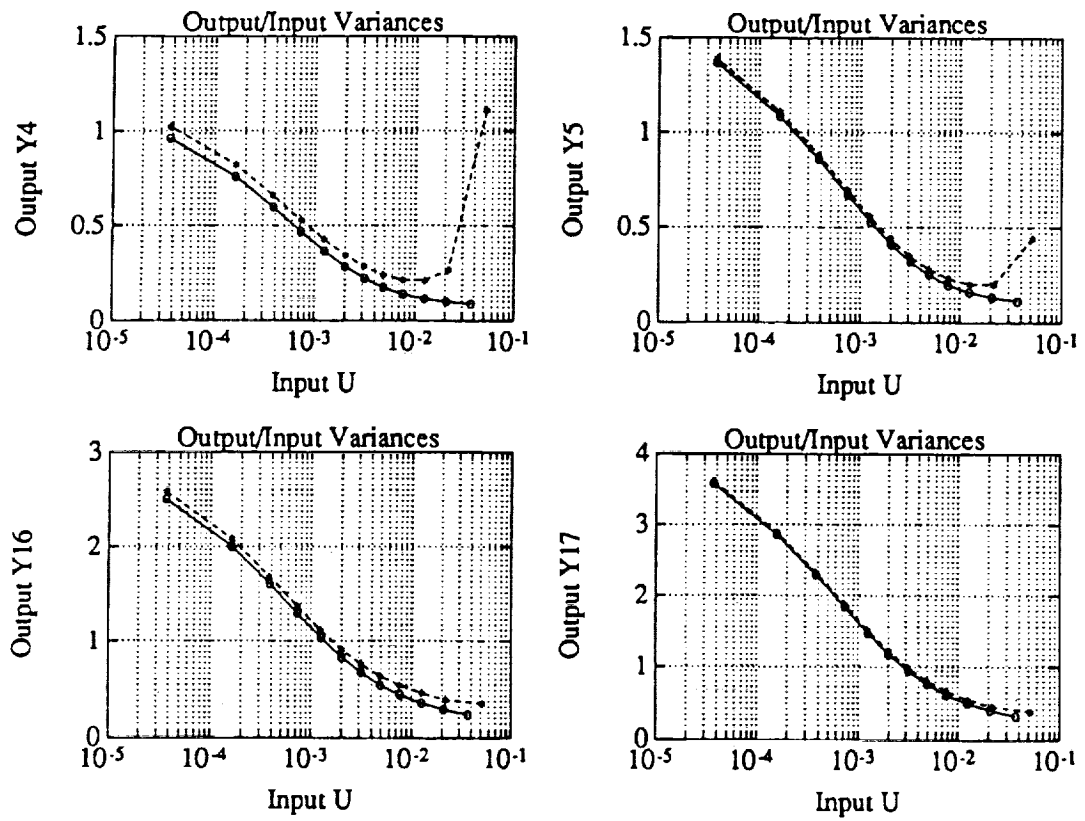 Output/Input Variances
1.5
1
0.5
0
Output Y4
10-5 10-4 10-3 10-2 10-1
Input U
Output/Input Variances
1.5
1
0.5
0
Output Y5
10-5 10-4 10-3 10-2 10-1
Input U
Output/Input Variances
3
2
1
0
Output Y16
10-5 10-4 10-3 10-2 10-1
Input U
Output/Input Variances
4
3
2
1
0
Output Y17
10-5 10-4 10-3 10-2 10-1
Input U